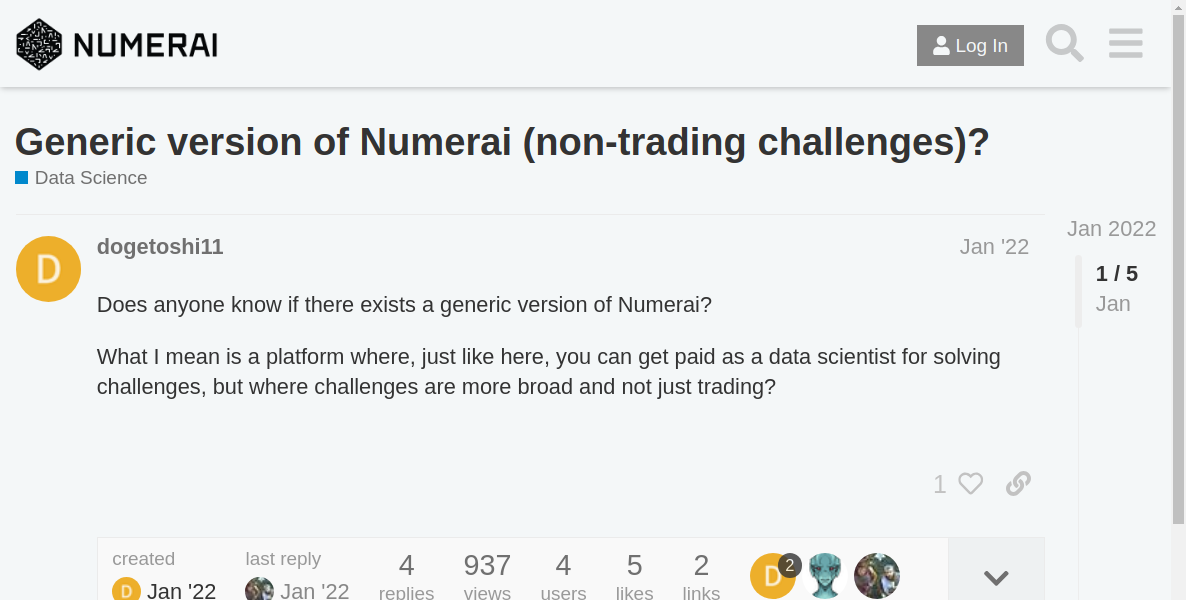 NUMERAI
Log In
Generic version of Numerai (non-trading challenges)?
Data Science
Jan 2022
dogetoshi11
Jan '22
1 / 5
Jan
D
Does anyone know if there exists a generic version of Numerai?
What I mean is a platform where, just like here, you can get paid as a data scientist for solving
challenges, but where challenges are more broad and not just trading?
1
created
last reply
4
937
4
5
2
D
2
D
Jan '22
Jan '22
replies
views
users
likes
links